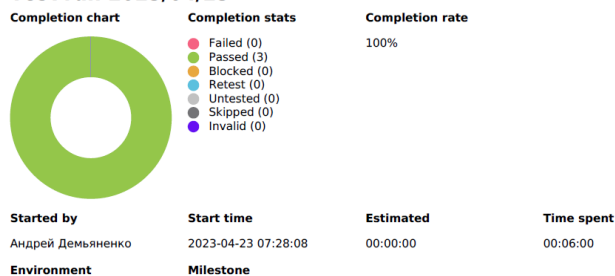 Completion chart
Completion stats
Completion rate
Failed (0)
Passed (3)
Blocked (0)
Retest (0)
Untested (0)
Skipped (0)
Invalid (0)
100%
Started by
Start time
Estimated
Time spent
Андрей Демьяненко
2023-04-23 07:28:08
00:00:00
00:06:00
Environment
Milestone